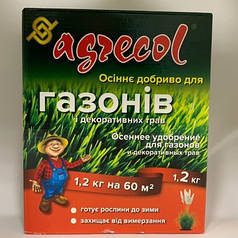 agrecol
Осіннє добриво для
газонів
и декоративних трав
Осеннее удобрение
для газонов
и декоративных трав
1,2 кг на 60 м²
1,2 кг
готує рослини до зими
захищає від вимерзання